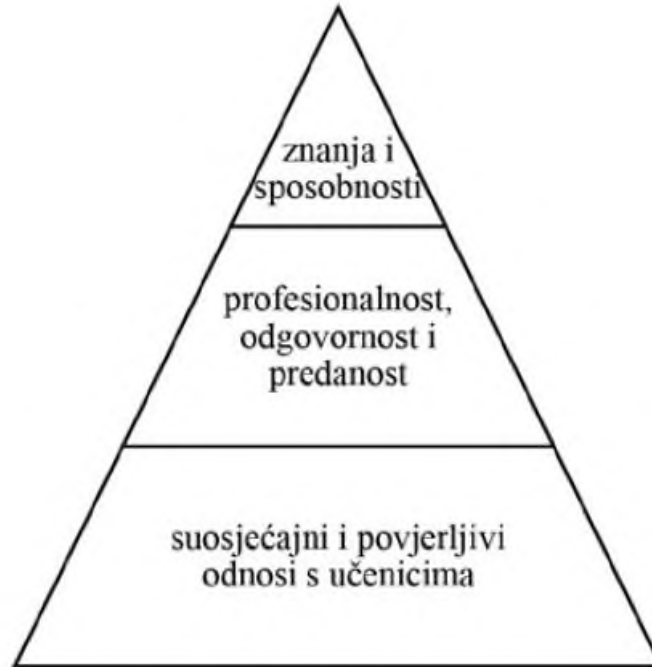 znanja i
sposobnosti
profesionalnost,
odgovornost i
predanost
suosjećajni i povjerljivi
odnosi s učenicima